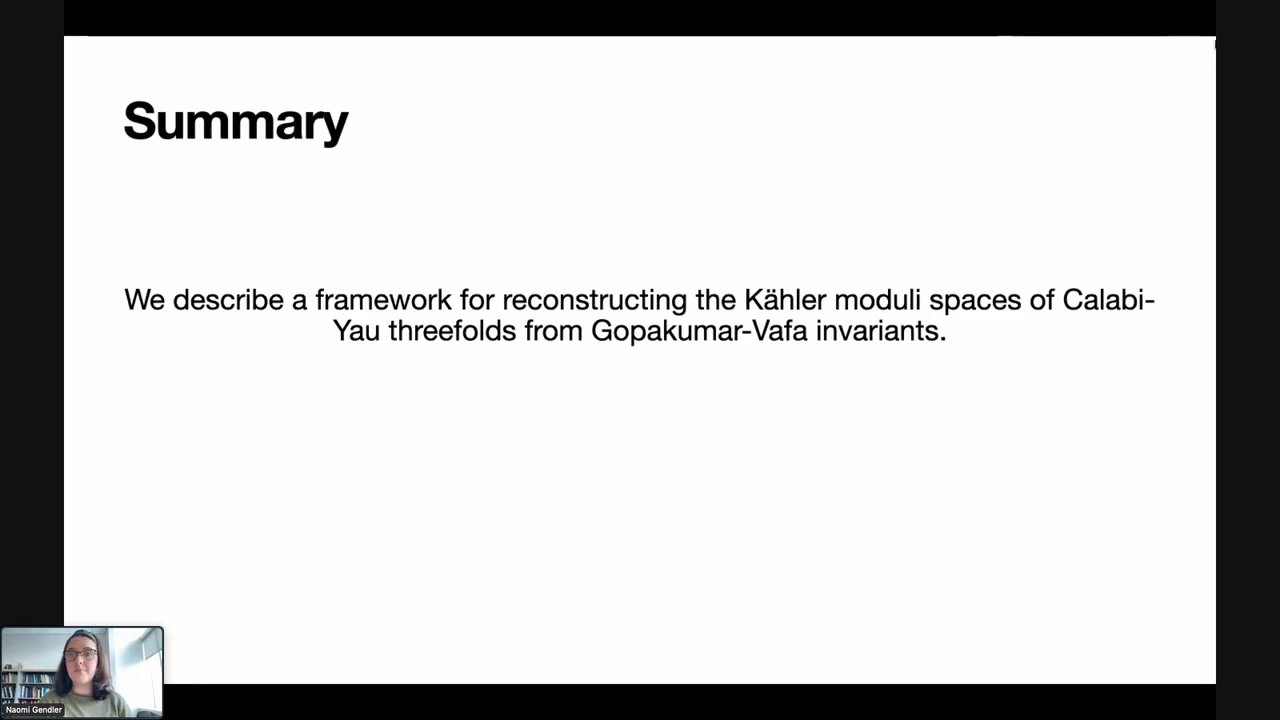 Summary
We describe a framework for reconstructing the Kähler moduli spaces of Calabi-
Yau threefolds from Gopakumar-Vafa invariants.
Naomi Gendler